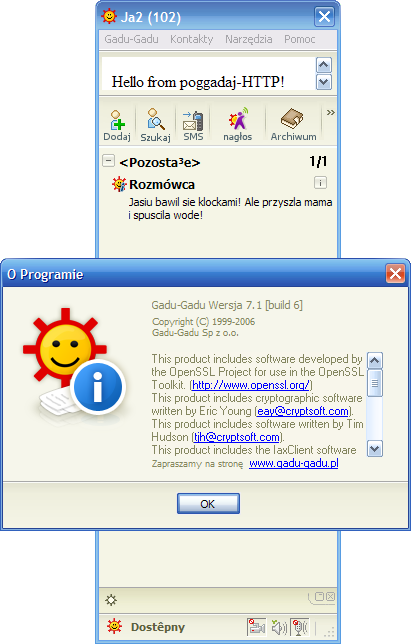 Ja2 (102)
Gadu-Gadu Kontakty Narzędzia Pomoc
Hello from poggadaj-HTTP!
Dodaj Szukaj SMS nagłos Archiwum »
<Pozosta³e> 1/1
Rozmówca
Jasiu bawil sie klockami! Ale przyszla mama
i spuscila wode!
O Programie
Gadu-Gadu Wersja 7.1 [build 6]
Copyright (C) 1999-2006
Gadu-Gadu Sp z o.o.
This product includes software developed by
the OpenSSL Project for use in the OpenSSL
Toolkit. (http://www.openssl.org/)
This product includes cryptographic software
written by Eric Young (eay@cryptsoft.com).
This product includes software written by Tim
Hudson (tjh@cryptsoft.com).
This product includes the IaxClient software
Zapraszamy na stronę www.gadu-gadu.pl
OK
Dostêpny